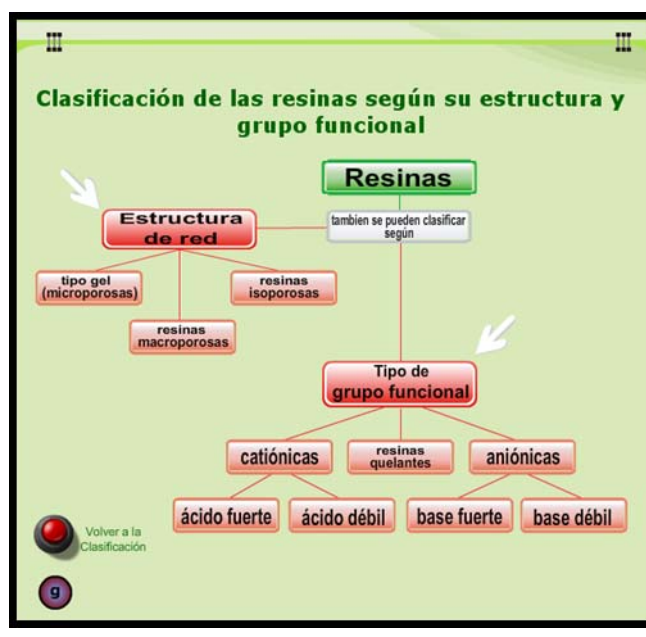 Clasificación de las resinas según su estructura y
grupo funcional
Resinas
tambien se pueden clasificar
según
Estructura
de red
tipo gel
(microporosas)
resinas
isoporosas
resinas
macroporosas
Tipo de
grupo funcional
catiónicas
resinas
quelantes
aniónicas
ácido fuerte
ácido débil
base fuerte
base débil
Volver a la
Clasificación
g